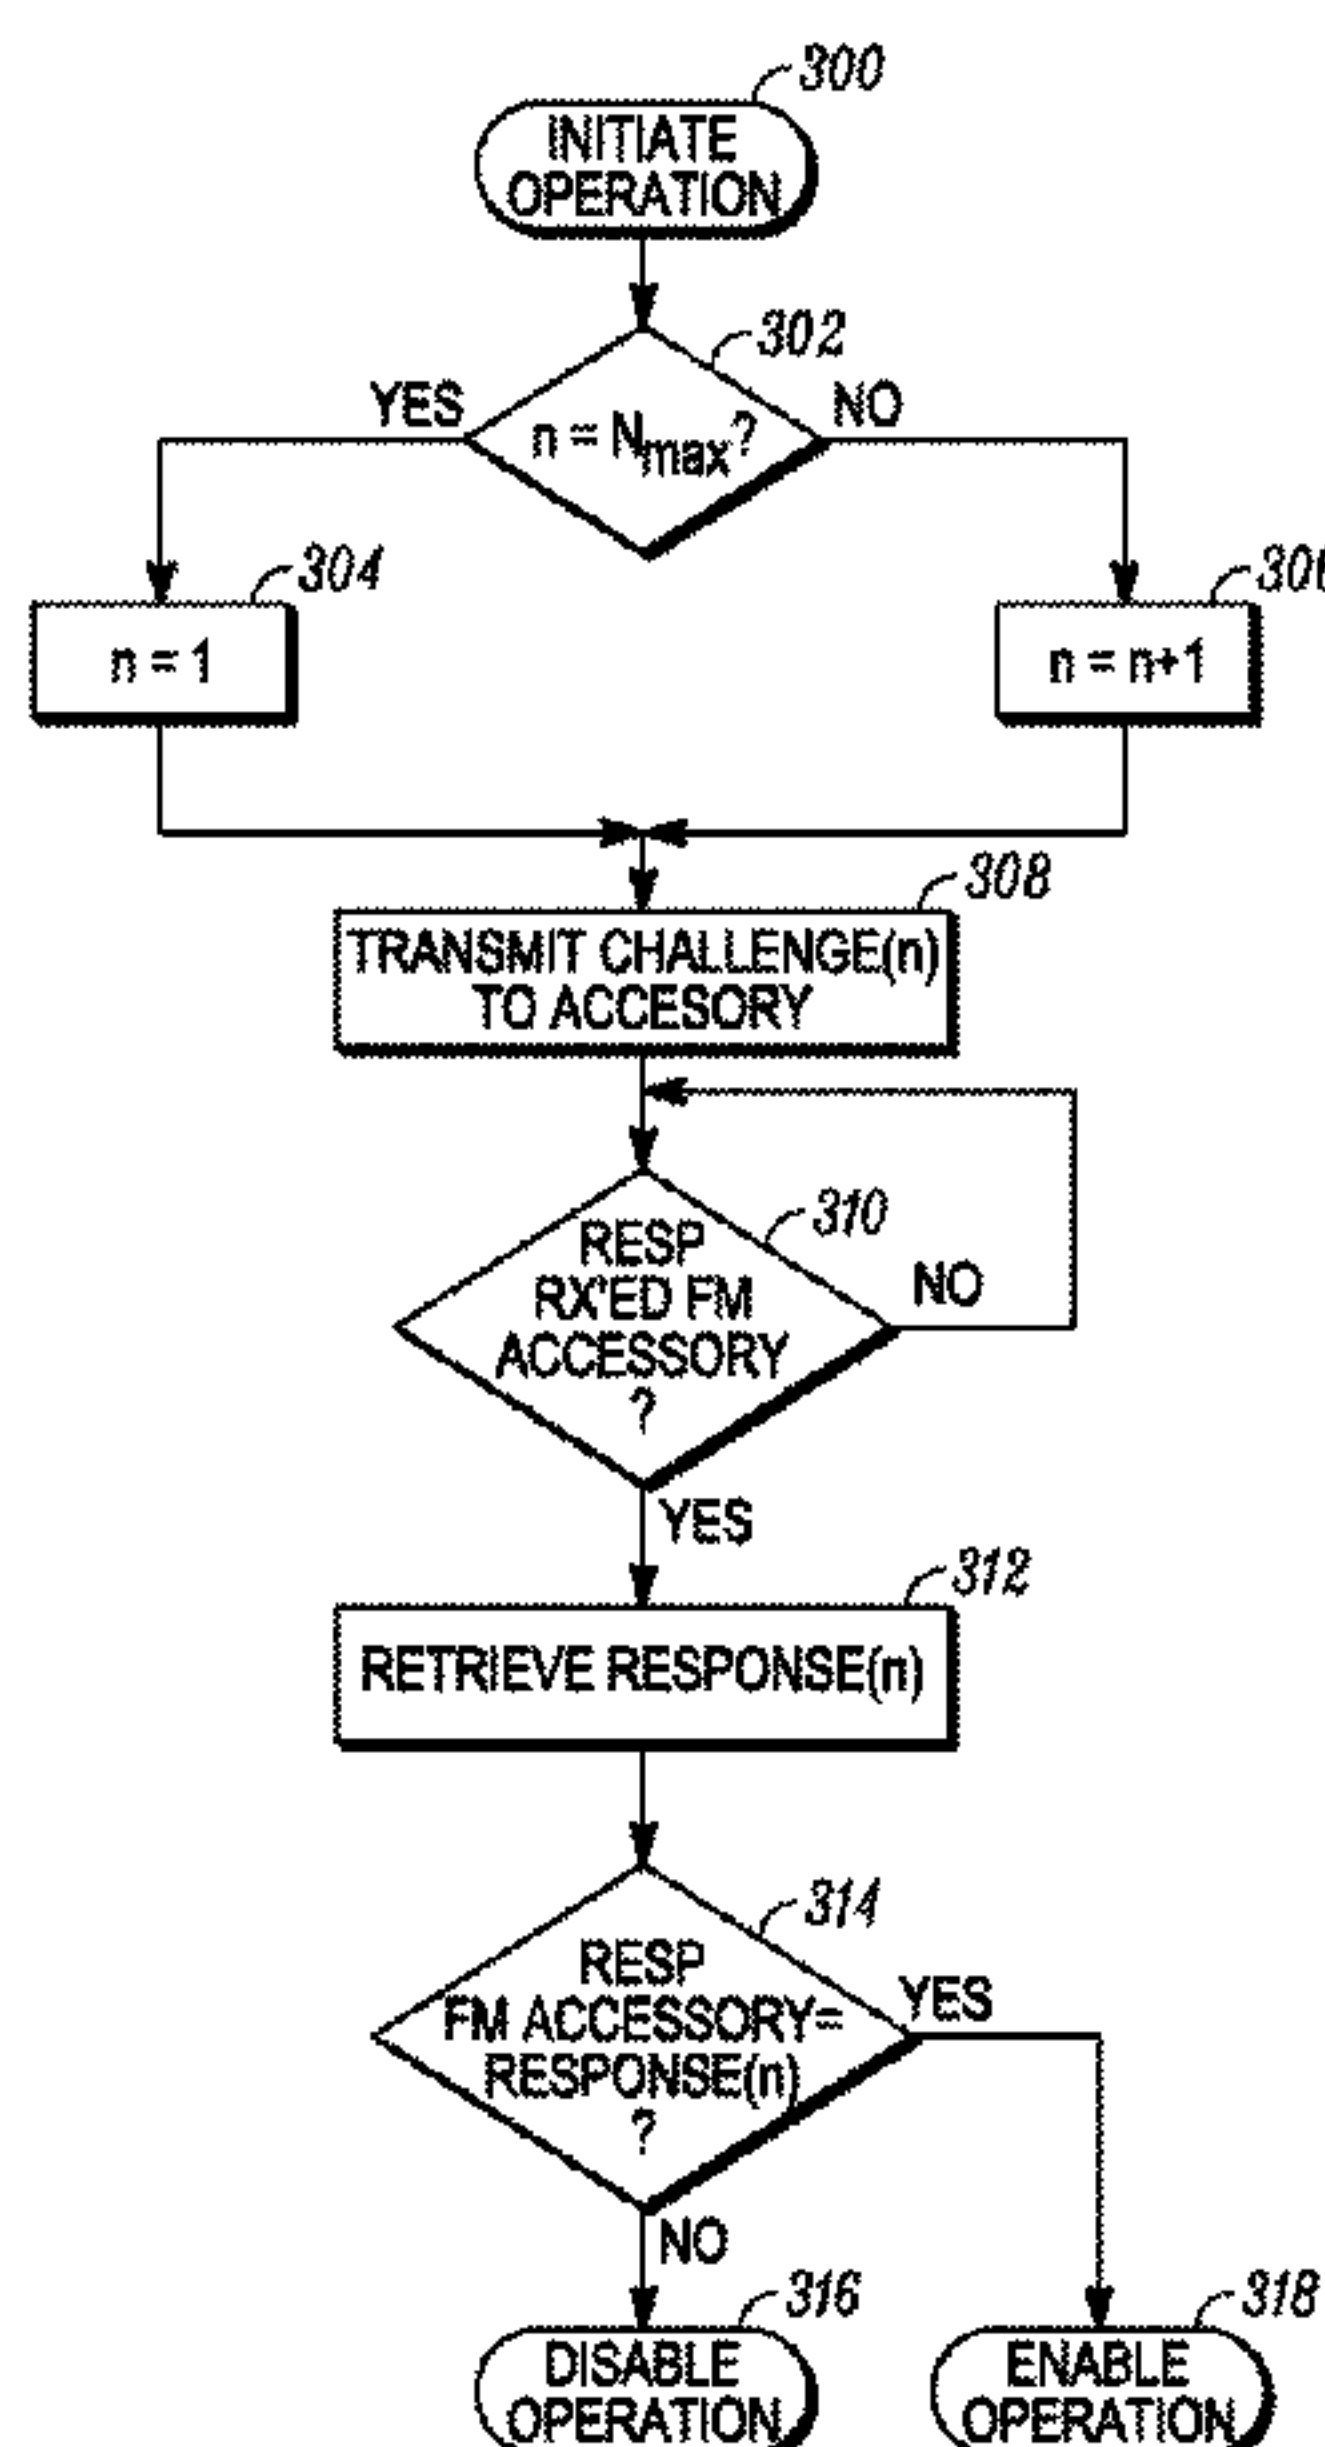 300
INITIATE
OPERATION
302
YES
n = Nmax?
NO
304
n = 1
n = n+1
308
TRANSMIT CHALLENGE(n)
TO ACCESORY
310
RESP
RX'ED FM
ACCESSORY
?
NO
YES
312
RETRIEVE RESPONSE(n)
314
RESP
FM ACCESSORY=
RESPONSE(n)
?
YES
NO
316
DISABLE
OPERATION
318
ENABLE
OPERATION